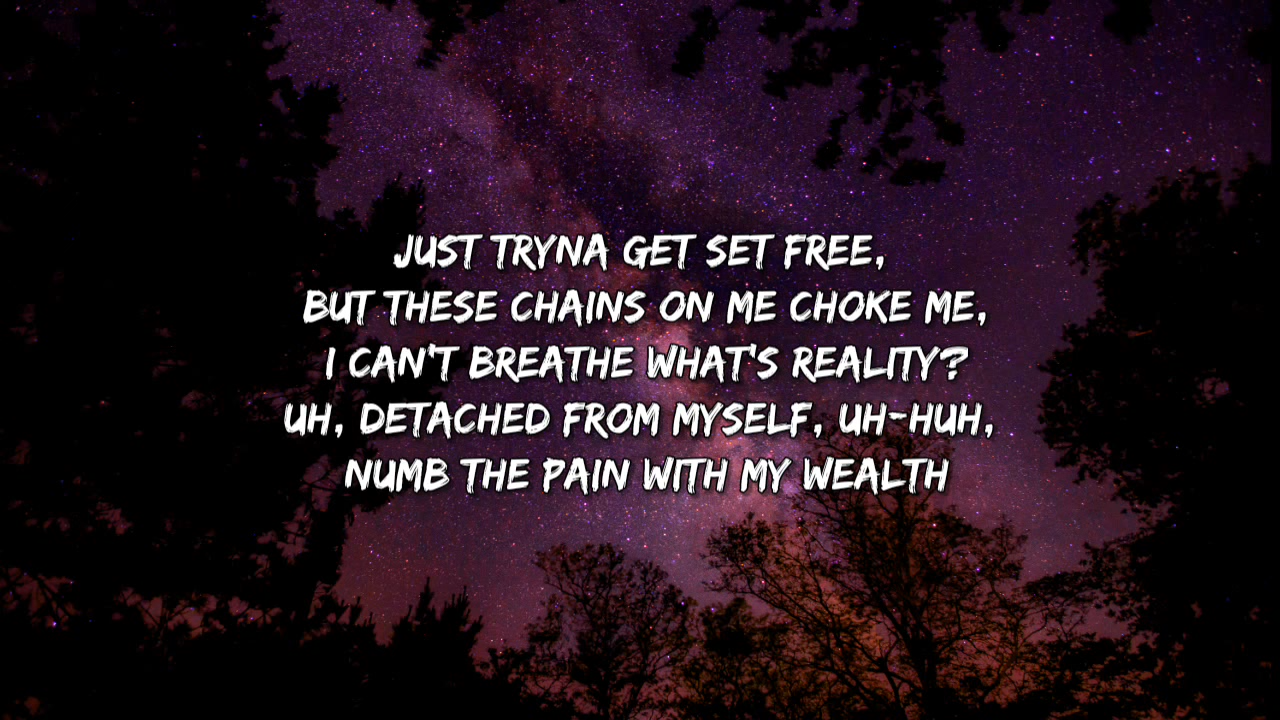 JUST TRYNA GET SET FREE,
BUT THESE CHAINS ON ME CHOKE ME,
I CAN'T BREATHE WHAT'S REALITY?
UH, DETACHED FROM MYSELF, UH-HUH,
NUMB THE PAIN WITH MY WEALTH